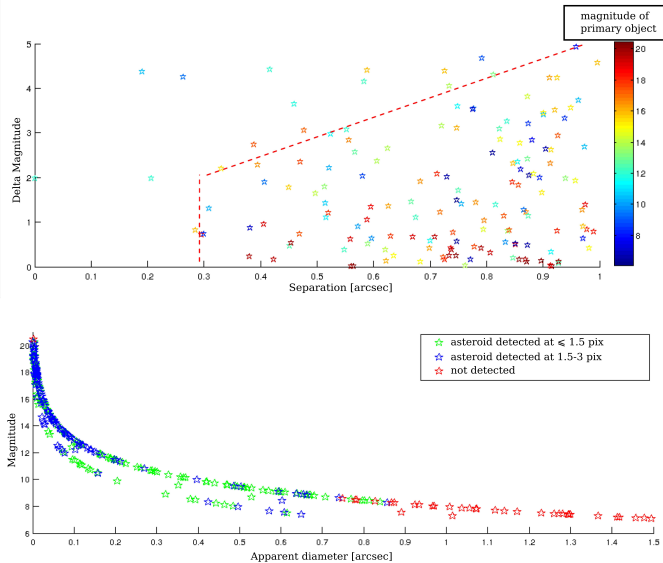 magnitude of
primary object
5
4
3
2
1
0
Delta Magnitude
0 0.1 0.2 0.3 0.4 0.5 0.6 0.7 0.8 0.9 1
Separation [arcsec]
20
18
16
14
12
10
8
20
18
16
14
12
10
8
6
Magnitude
☆ asteroid detected at ⩽ 1.5 pix
☆ asteroid detected at 1.5-3 pix
☆ not detected
0 0.1 0.2 0.3 0.4 0.5 0.6 0.7 0.8 0.9 1 1.1 1.2 1.3 1.4 1.5
Apparent diameter [arcsec]